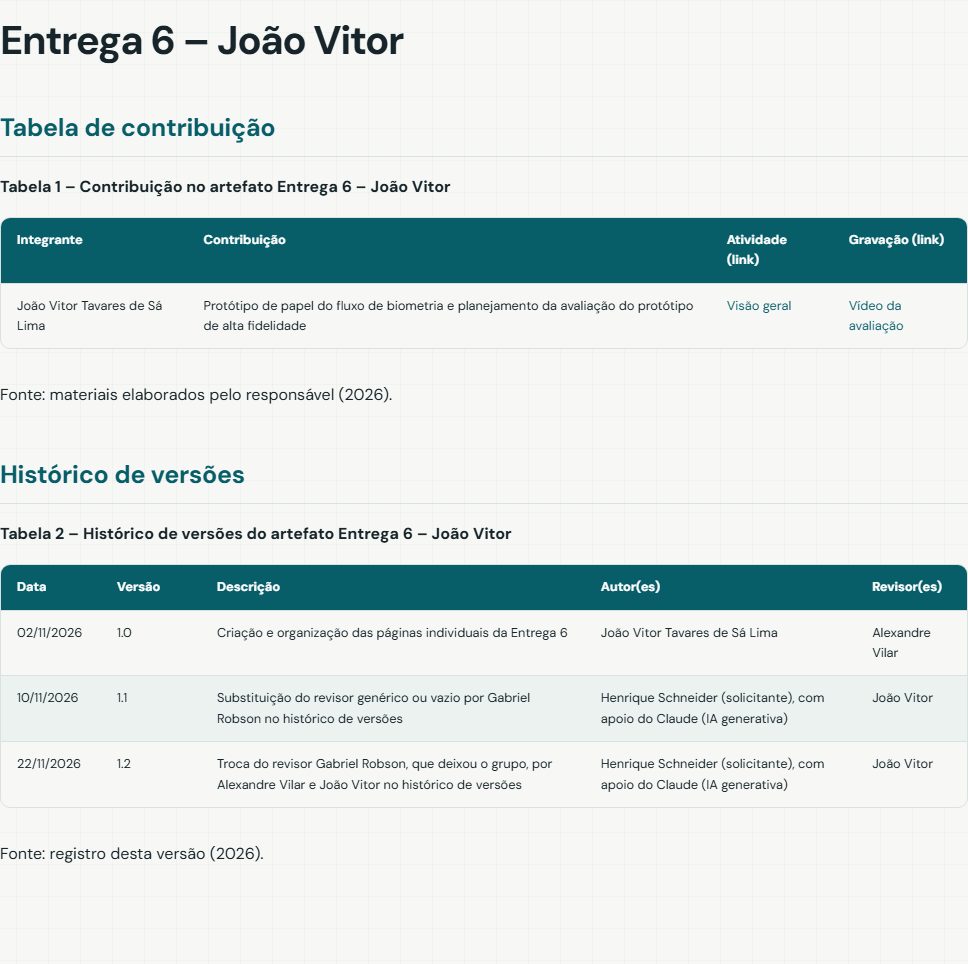 Entrega 6 – João Vitor
Tabela de contribuição
Tabela 1 – Contribuição no artefato Entrega 6 – João Vitor
Integrante Contribuição Atividade (link) Gravação (link)
João Vitor Tavares de Sá Lima Protótipo de papel do fluxo de biometria e planejamento da avaliação do protótipo de alta fidelidade Visão geral Vídeo da avaliação
Fonte: materiais elaborados pelo responsável (2026).
Histórico de versões
Tabela 2 – Histórico de versões do artefato Entrega 6 – João Vitor
Data Versão Descrição Autor(es) Revisor(es)
02/11/2026 1.0 Criação e organização das páginas individuais da Entrega 6 João Vitor Tavares de Sá Lima Alexandre Vilar
10/11/2026 1.1 Substituição do revisor genérico ou vazio por Gabriel Robson no histórico de versões Henrique Schneider (solicitante), com apoio do Claude (IA generativa) João Vitor
22/11/2026 1.2 Troca do revisor Gabriel Robson, que deixou o grupo, por Alexandre Vilar e João Vitor no histórico de versões Henrique Schneider (solicitante), com apoio do Claude (IA generativa) João Vitor
Fonte: registro desta versão (2026).